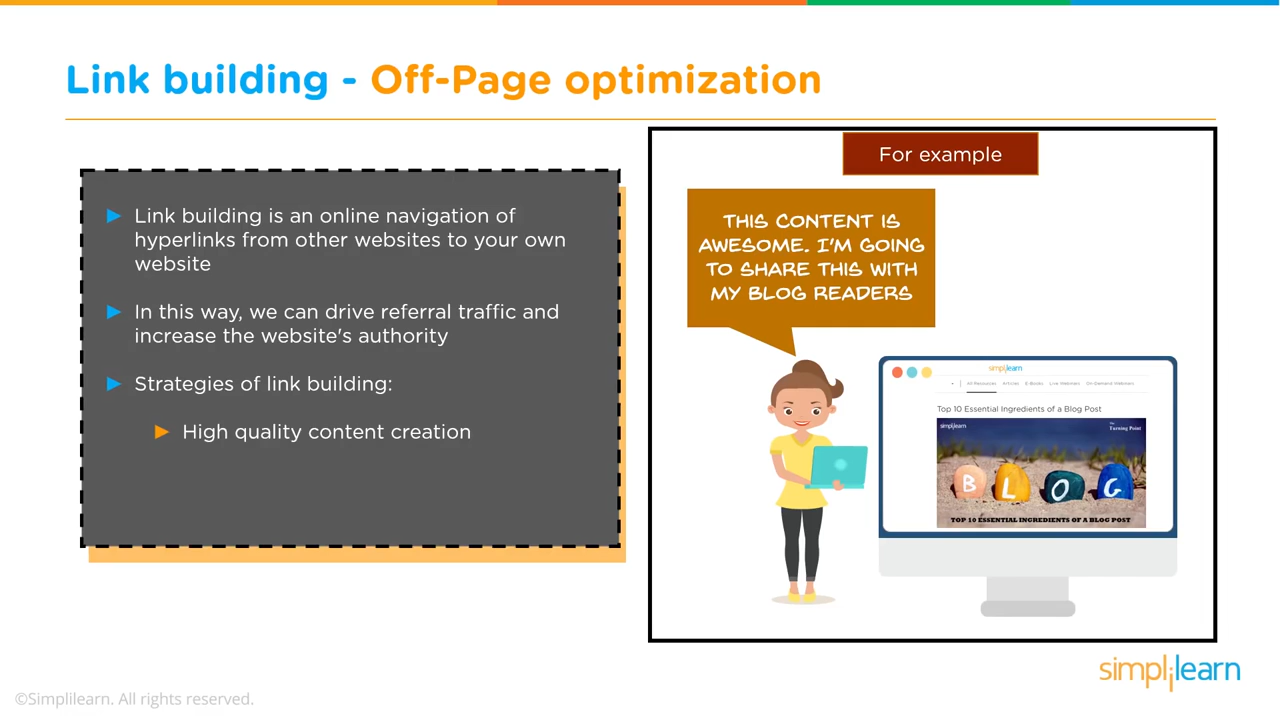 Link building - Off-Page optimization
For example
Link building is an online navigation of
hyperlinks from other websites to your own
website
In this way, we can drive referral traffic and
increase the website's authority
Strategies of link building:
High quality content creation
THIS CONTENT IS
AWESOME. I'M GOING
TO SHARE THIS WITH
MY BLOG READERS
simplilearn
All Resources Articles E-Books Live Webinars On-Demand Webinars
Top 10 Essential Ingredients of a Blog Post
simplilearn
The
Turning Point
BLOG
TOP 10 ESSENTIAL INGREDIENTS OF A BLOG POST
simplilearn
©Simplilearn. All rights reserved.